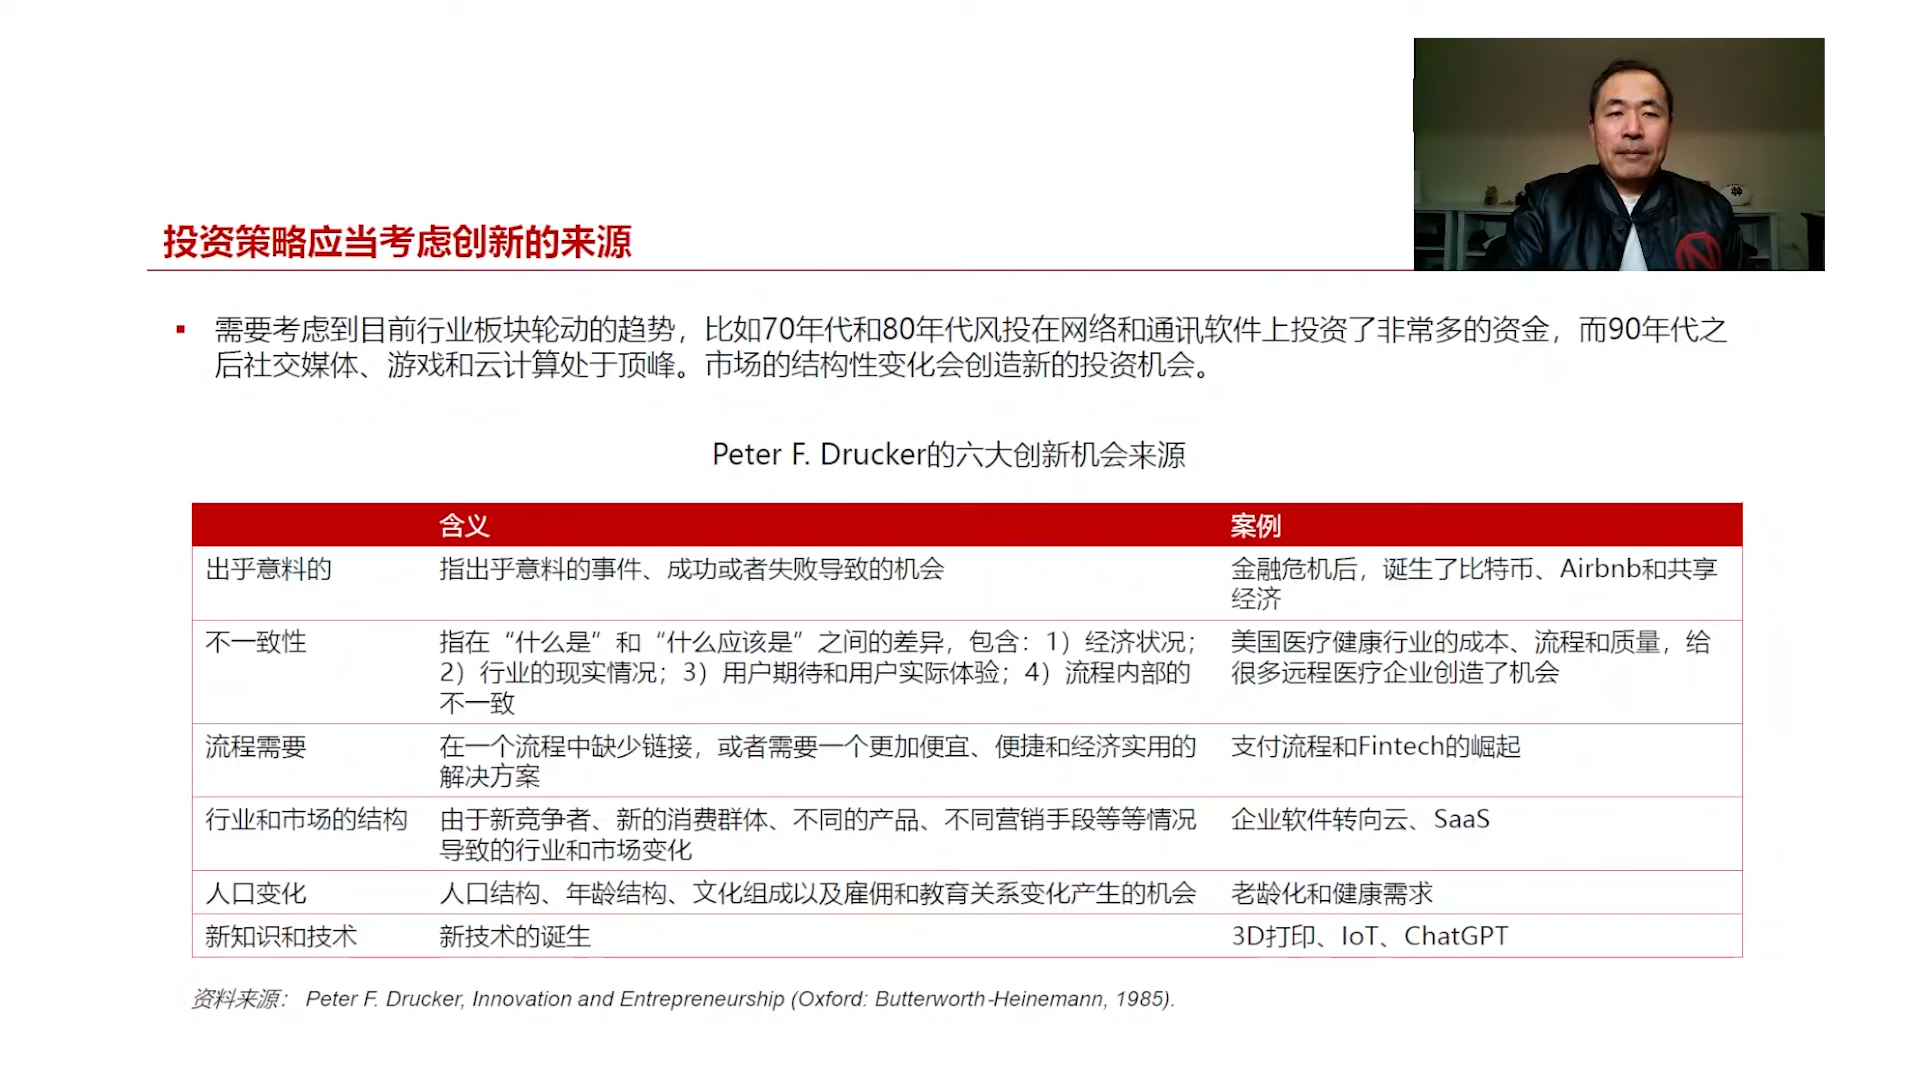 投资策略应当考虑创新的来源
▪ 需要考虑到目前行业板块轮动的趋势，比如70年代和80年代风投在网络和通讯软件上投资了非常多的资金，而90年代之
后社交媒体、游戏和云计算处于顶峰。市场的结构性变化会创造新的投资机会。
Peter F. Drucker的六大创新机会来源
含义 案例
出乎意料的 指出乎意料的事件、成功或者失败导致的机会 金融危机后，诞生了比特币、Airbnb和共享
经济
不一致性 指在“什么是”和“什么应该是”之间的差异，包含：1）经济状况； 美国医疗健康行业的成本、流程和质量，给
2）行业的现实情况；3）用户期待和用户实际体验；4）流程内部的 很多远程医疗企业创造了机会
不一致
流程需要 在一个流程中缺少链接，或者需要一个更加便宜、便捷和经济实用的 支付流程和Fintech的崛起
解决方案
行业和市场的结构 由于新竞争者、新的消费群体、不同的产品、不同营销手段等等情况 企业软件转向云、SaaS
导致的行业和市场变化
人口变化 人口结构、年龄结构、文化组成以及雇佣和教育关系变化产生的机会 老龄化和健康需求
新知识和技术 新技术的诞生 3D打印、IoT、ChatGPT
资料来源： Peter F. Drucker, Innovation and Entrepreneurship (Oxford: Butterworth-Heinemann, 1985).